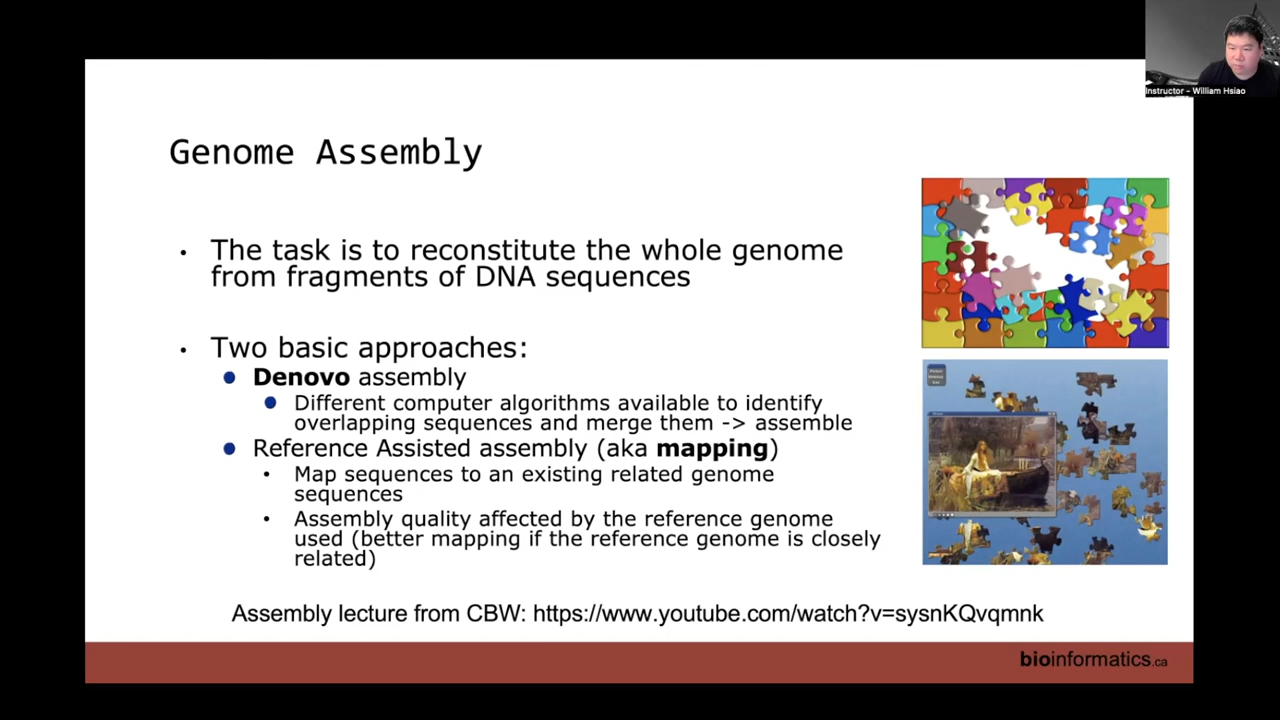 Instructor - William Hsiao
Genome Assembly
• The task is to reconstitute the whole genome
from fragments of DNA sequences
• Two basic approaches:
● Denovo assembly
● Different computer algorithms available to identify
overlapping sequences and merge them -> assemble
● Reference Assisted assembly (aka mapping)
• Map sequences to an existing related genome
sequences
• Assembly quality affected by the reference genome
used (better mapping if the reference genome is closely
related)
Assembly lecture from CBW: https://www.youtube.com/watch?v=sysnKQvqmnk
bioinformatics.ca